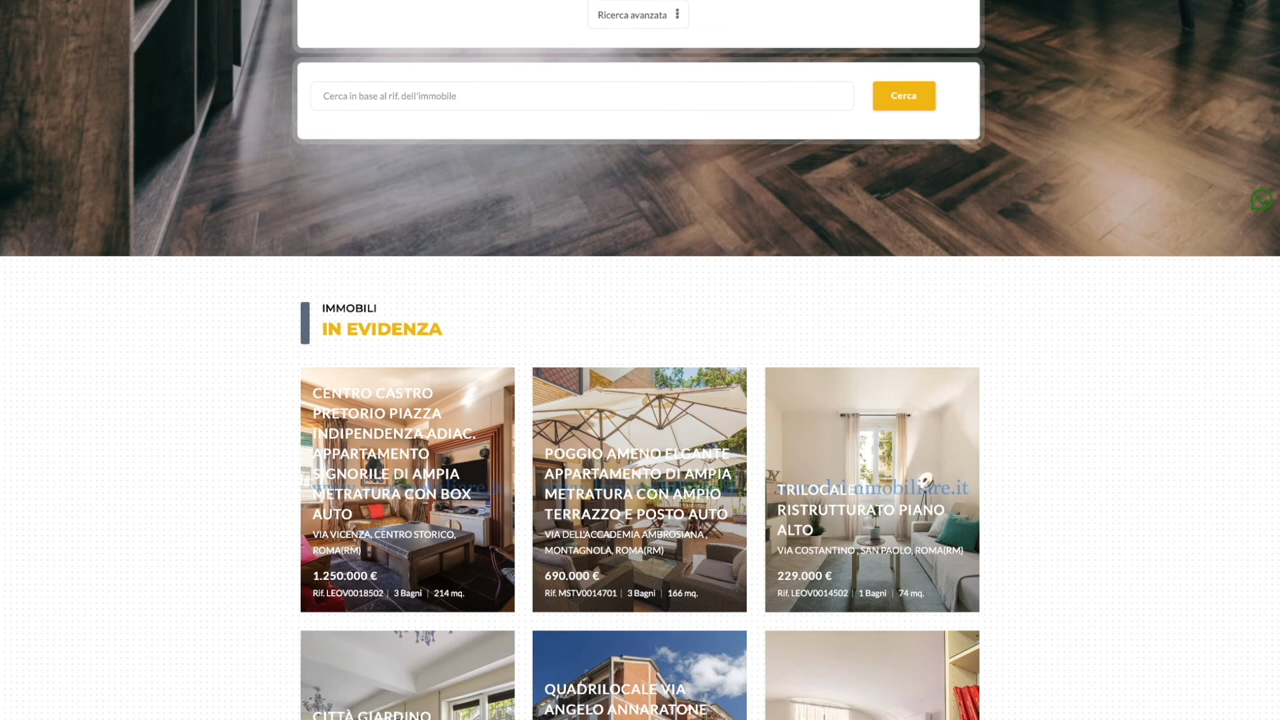 Ricerca avanzata
Cerca in base al rif. dell'immobile
Cerca
IMMOBILI
IN EVIDENZA
CENTRO CASTRO
PRETORIO PIAZZA
INDIPENDENZA ADIAC.
APPARTAMENTO
SIGNORILE DI AMPIA
METRATURA CON BOX
AUTO
VIA VICENZA, CENTRO STORICO,
ROMA(RM)
1.250.000 €
Rif. LEOV0018502 | 3 Bagni | 214 mq.
POGGIO AMENO ELGANTE
APPARTAMENTO DI AMPIA
METRATURA CON AMPIO
TERRAZZO E POSTO AUTO
VIA DELL'ACCADEMIA AMBROSIANA ,
MONTAGNOLA, ROMA(RM)
690.000 €
Rif. MSTV0014701 | 3 Bagni | 166 mq.
TRILOCALE
RISTRUTTURATO PIANO
ALTO
VIA COSTANTINO , SAN PAOLO, ROMA(RM)
229.000 €
Rif. LEOV0014502 | 1 Bagni | 74 mq.
CITTÀ GIARDINO
QUADRILOCALE VIA
ANGELO ANNARATONE